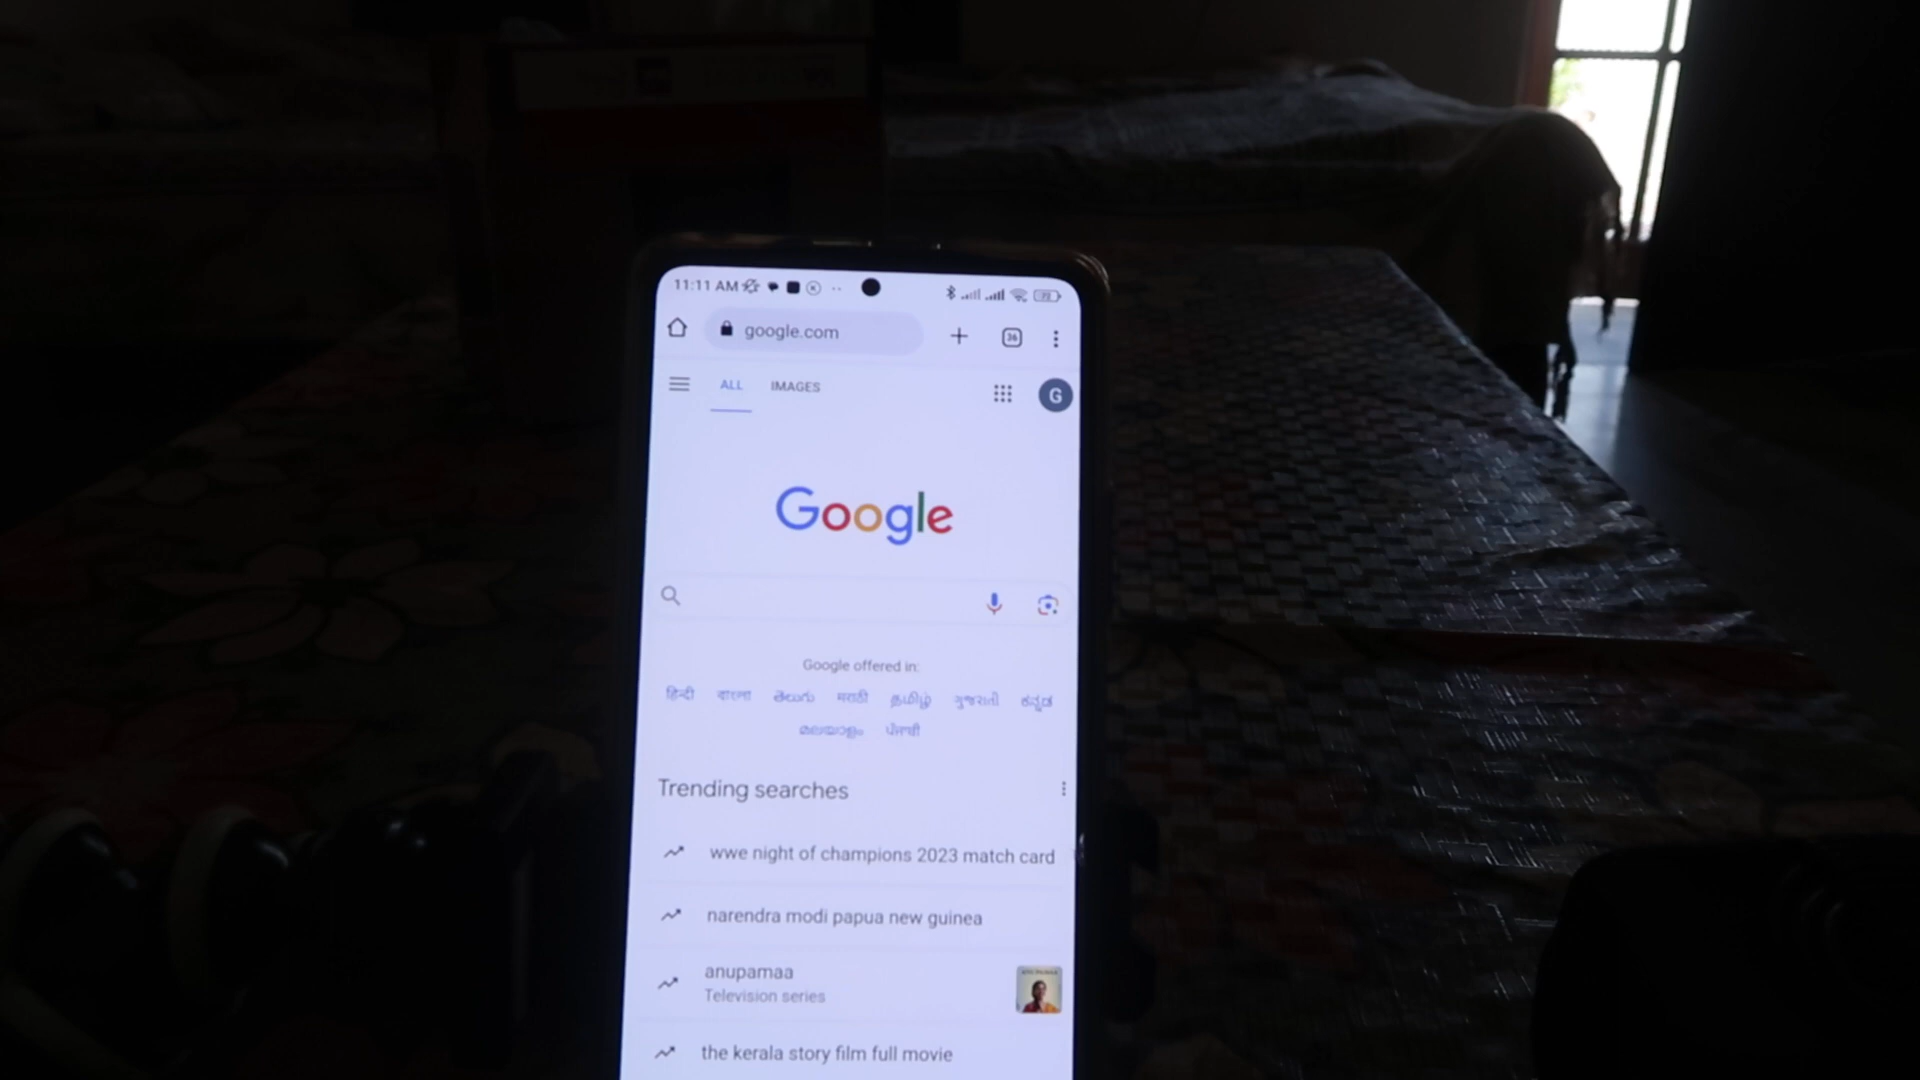 11:11 AM
google.com
36
ALL IMAGES
G
Google
Google offered in:
हिन्दी বাংলা తెలుగు मराठी தமிழ் ગુજરાતી ಕನ್ನಡ
മലയാളം ਪੰਜਾਬੀ
Trending searches
wwe night of champions 2023 match card
narendra modi papua new guinea
anupamaa
Television series
the kerala story film full movie